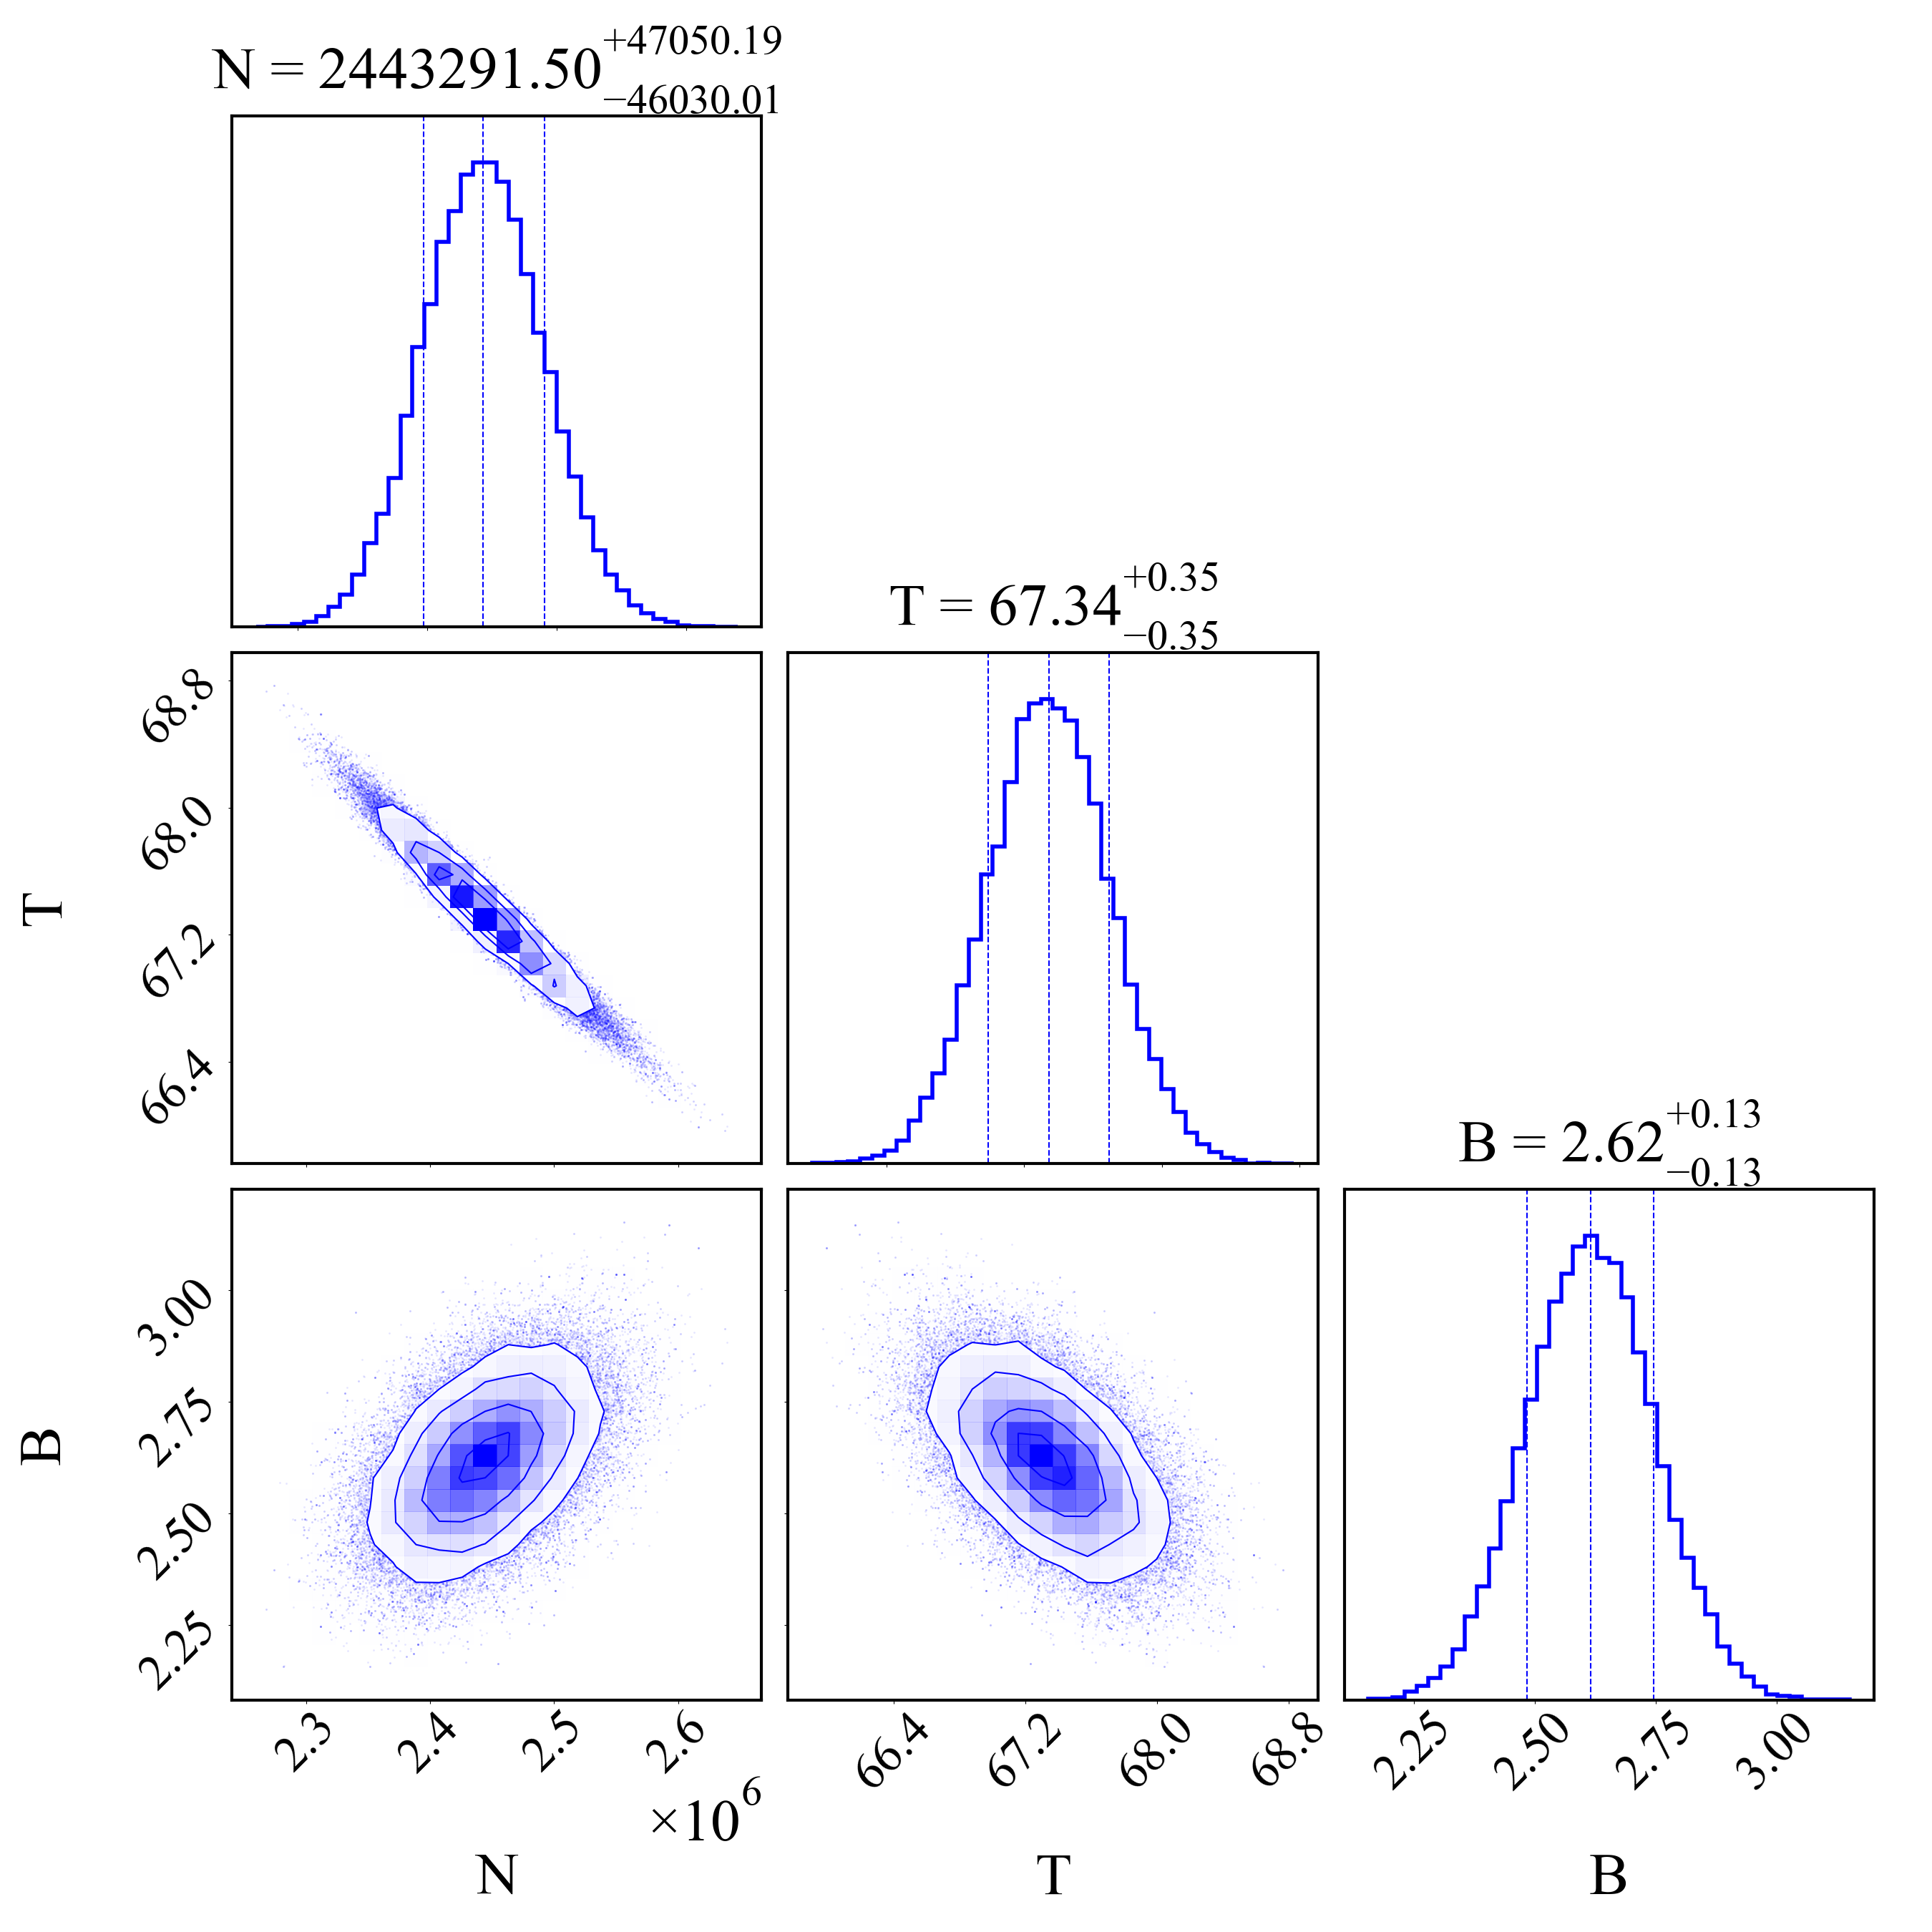 N = 2443291.50 +47050.19 −46030.01
T = 67.34 +0.35 −0.35
68.8
68.0
67.2
66.4
T
B = 2.62 +0.13 −0.13
3.00
2.75
2.50
2.25
B
2.3 2.4 2.5 2.6 66.4 67.2 68.0 68.8 2.25 2.50 2.75 3.00
×10⁶
N T B